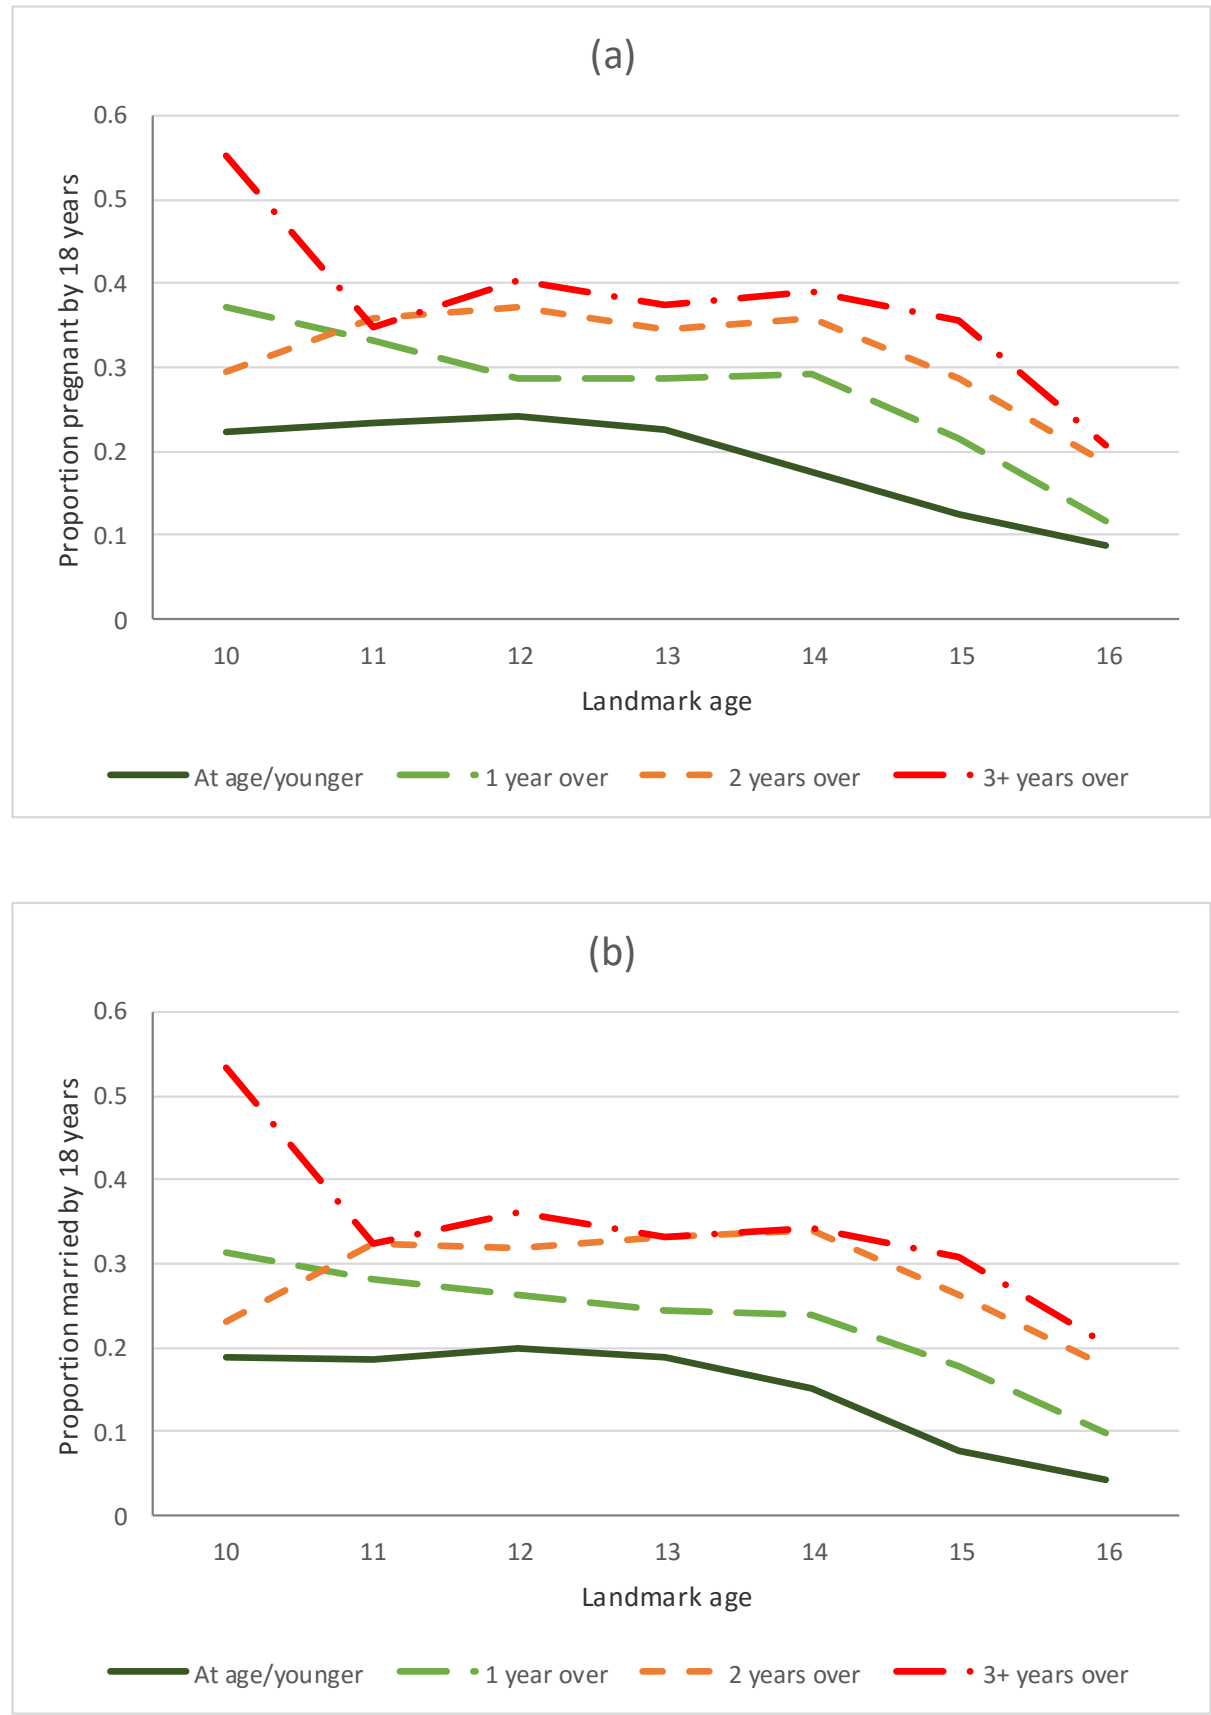 (a)
Proportion pregnant by 18 years
0.6
0.5
0.4
0.3
0.2
0.1
0
10 11 12 13 14 15 16
Landmark age
At age/younger 1 year over 2 years over 3+ years over
(b)
Proportion married by 18 years
0.6
0.5
0.4
0.3
0.2
0.1
0
10 11 12 13 14 15 16
Landmark age
At age/younger 1 year over 2 years over 3+ years over